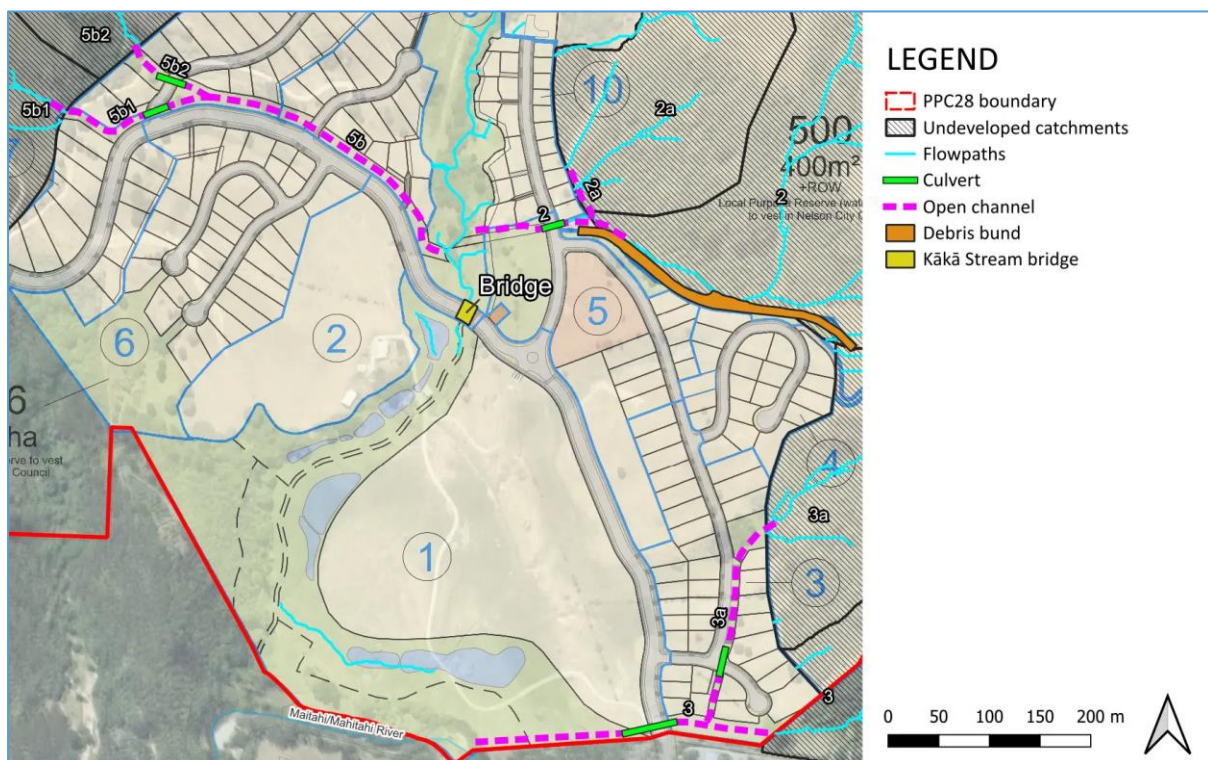 5b2
5b2
5b1
5b1
5b
10
2a
500
400m²
+ROW
Local Purpose Reserve (wat
to vest in Nelson City C
2a
2
2
Bridge
5
2
6
6
ha
erve to vest
Council
4
3a
1
3
3a
3
3
Maitahi/Mahitahi River
LEGEND
PPC28 boundary
Undeveloped catchments
Flowpaths
Culvert
Open channel
Debris bund
Kākā Stream bridge
0 50 100 150 200 m